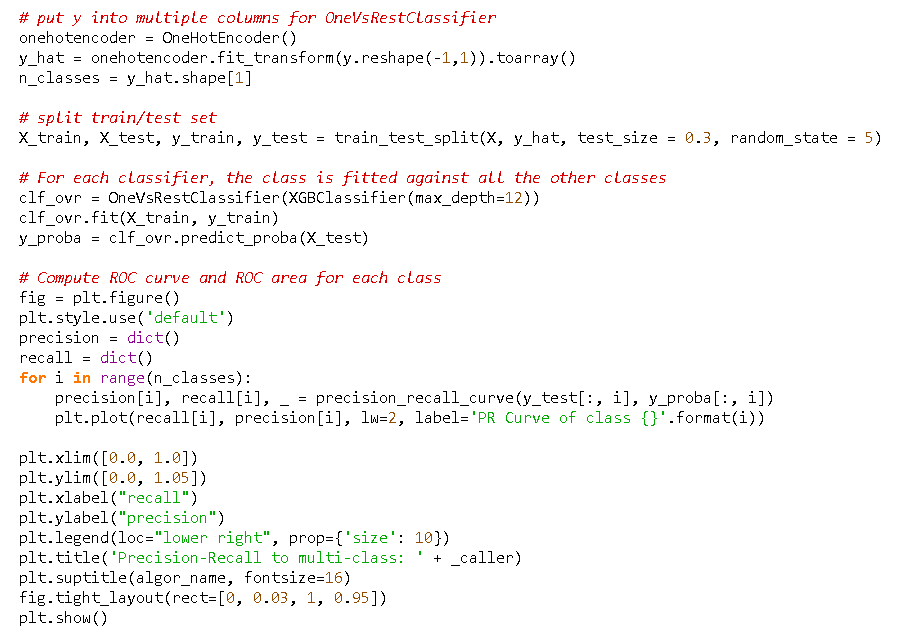 # put y into multiple columns for OneVsRestClassifier
onehotencoder = OneHotEncoder()
y_hat = onehotencoder.fit_transform(y.reshape(-1,1)).toarray()
n_classes = y_hat.shape[1]

# split train/test set
X_train, X_test, y_train, y_test = train_test_split(X, y_hat, test_size = 0.3, random_state = 5)

# For each classifier, the class is fitted against all the other classes
clf_ovr = OneVsRestClassifier(XGBClassifier(max_depth=12))
clf_ovr.fit(X_train, y_train)
y_proba = clf_ovr.predict_proba(X_test)

# Compute ROC curve and ROC area for each class
fig = plt.figure()
plt.style.use('default')
precision = dict()
recall = dict()
for i in range(n_classes):
    precision[i], recall[i], _ = precision_recall_curve(y_test[:, i], y_proba[:, i])
    plt.plot(recall[i], precision[i], lw=2, label='PR Curve of class {}'.format(i))

plt.xlim([0.0, 1.0])
plt.ylim([0.0, 1.05])
plt.xlabel("recall")
plt.ylabel("precision")
plt.legend(loc="lower right", prop={'size': 10})
plt.title('Precision-Recall to multi-class: ' + _caller)
plt.suptitle(algor_name, fontsize=16)
fig.tight_layout(rect=[0, 0.03, 1, 0.95])
plt.show()